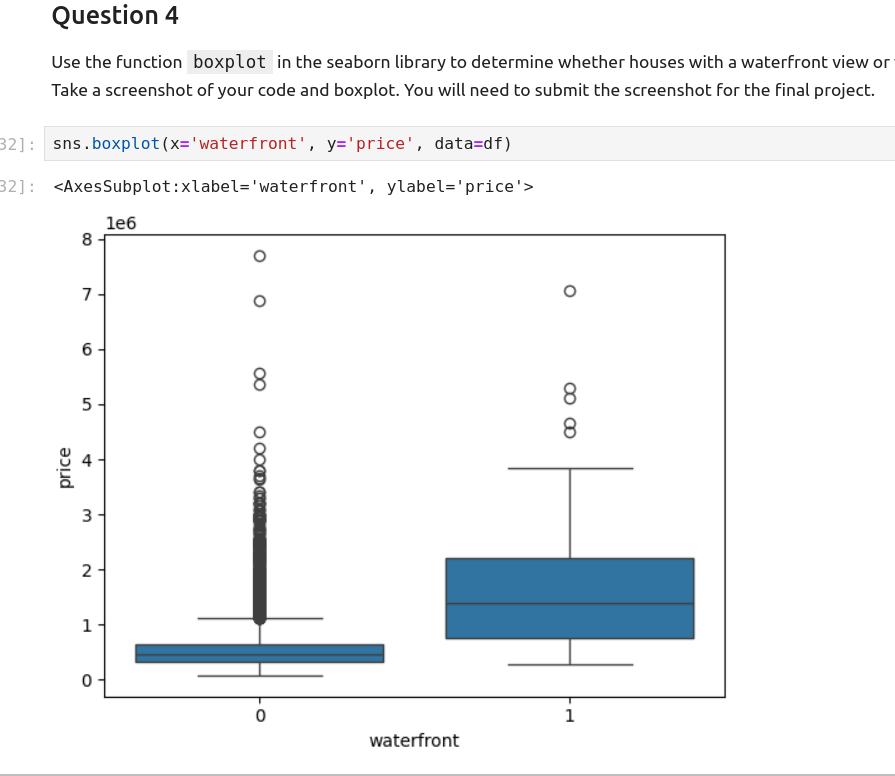 Question 4
Use the function boxplot in the seaborn library to determine whether houses with a waterfront view or
Take a screenshot of your code and boxplot. You will need to submit the screenshot for the final project.
32]: sns.boxplot(x='waterfront', y='price', data=df)
32]: <AxesSubplot:xlabel='waterfront', ylabel='price'>
1e6
8
7
6
5
4
3
2
1
0
price
0 1
waterfront